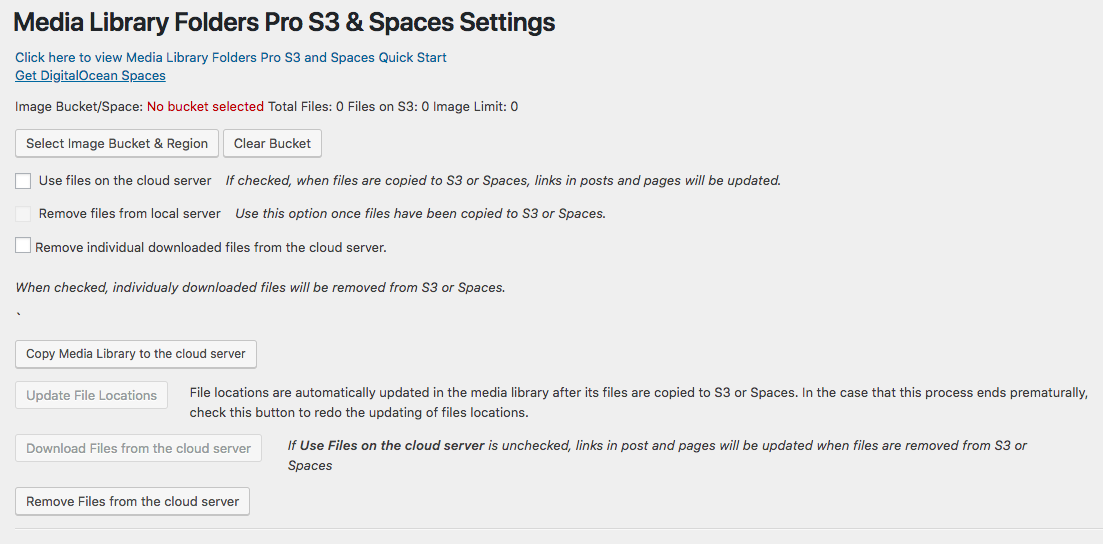 Media Library Folders Pro S3 & Spaces Settings
Click here to view Media Library Folders Pro S3 and Spaces Quick Start
Get DigitalOcean Spaces
Image Bucket/Space: No bucket selected Total Files: 0 Files on S3: 0 Image Limit: 0
Select Image Bucket & Region Clear Bucket
Use files on the cloud server If checked, when files are copied to S3 or Spaces, links in posts and pages will be updated.
Remove files from local server Use this option once files have been copied to S3 or Spaces.
Remove individual downloaded files from the cloud server.
When checked, individualy downloaded files will be removed from S3 or Spaces.
`
Copy Media Library to the cloud server
Update File Locations File locations are automatically updated in the media library after its files are copied to S3 or Spaces. In the case that this process ends prematurally,
check this button to redo the updating of files locations.
Download Files from the cloud server If Use Files on the cloud server is unchecked, links in post and pages will be updated when files are removed from S3 or
Spaces
Remove Files from the cloud server